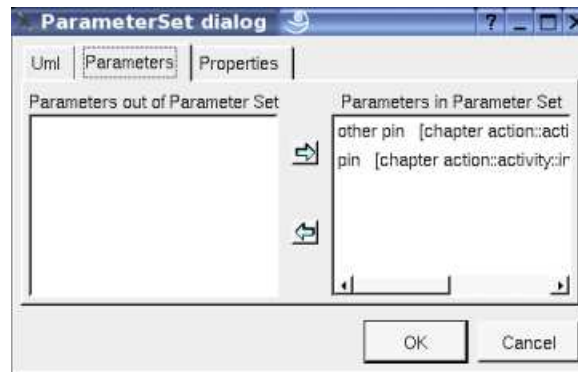 ParameterSet dialog
Uml Parameters Properties
Parameters out of Parameter Set Parameters in Parameter Set
other pin [chapter action::acti
pin [chapter action::activity::ir
OK Cancel